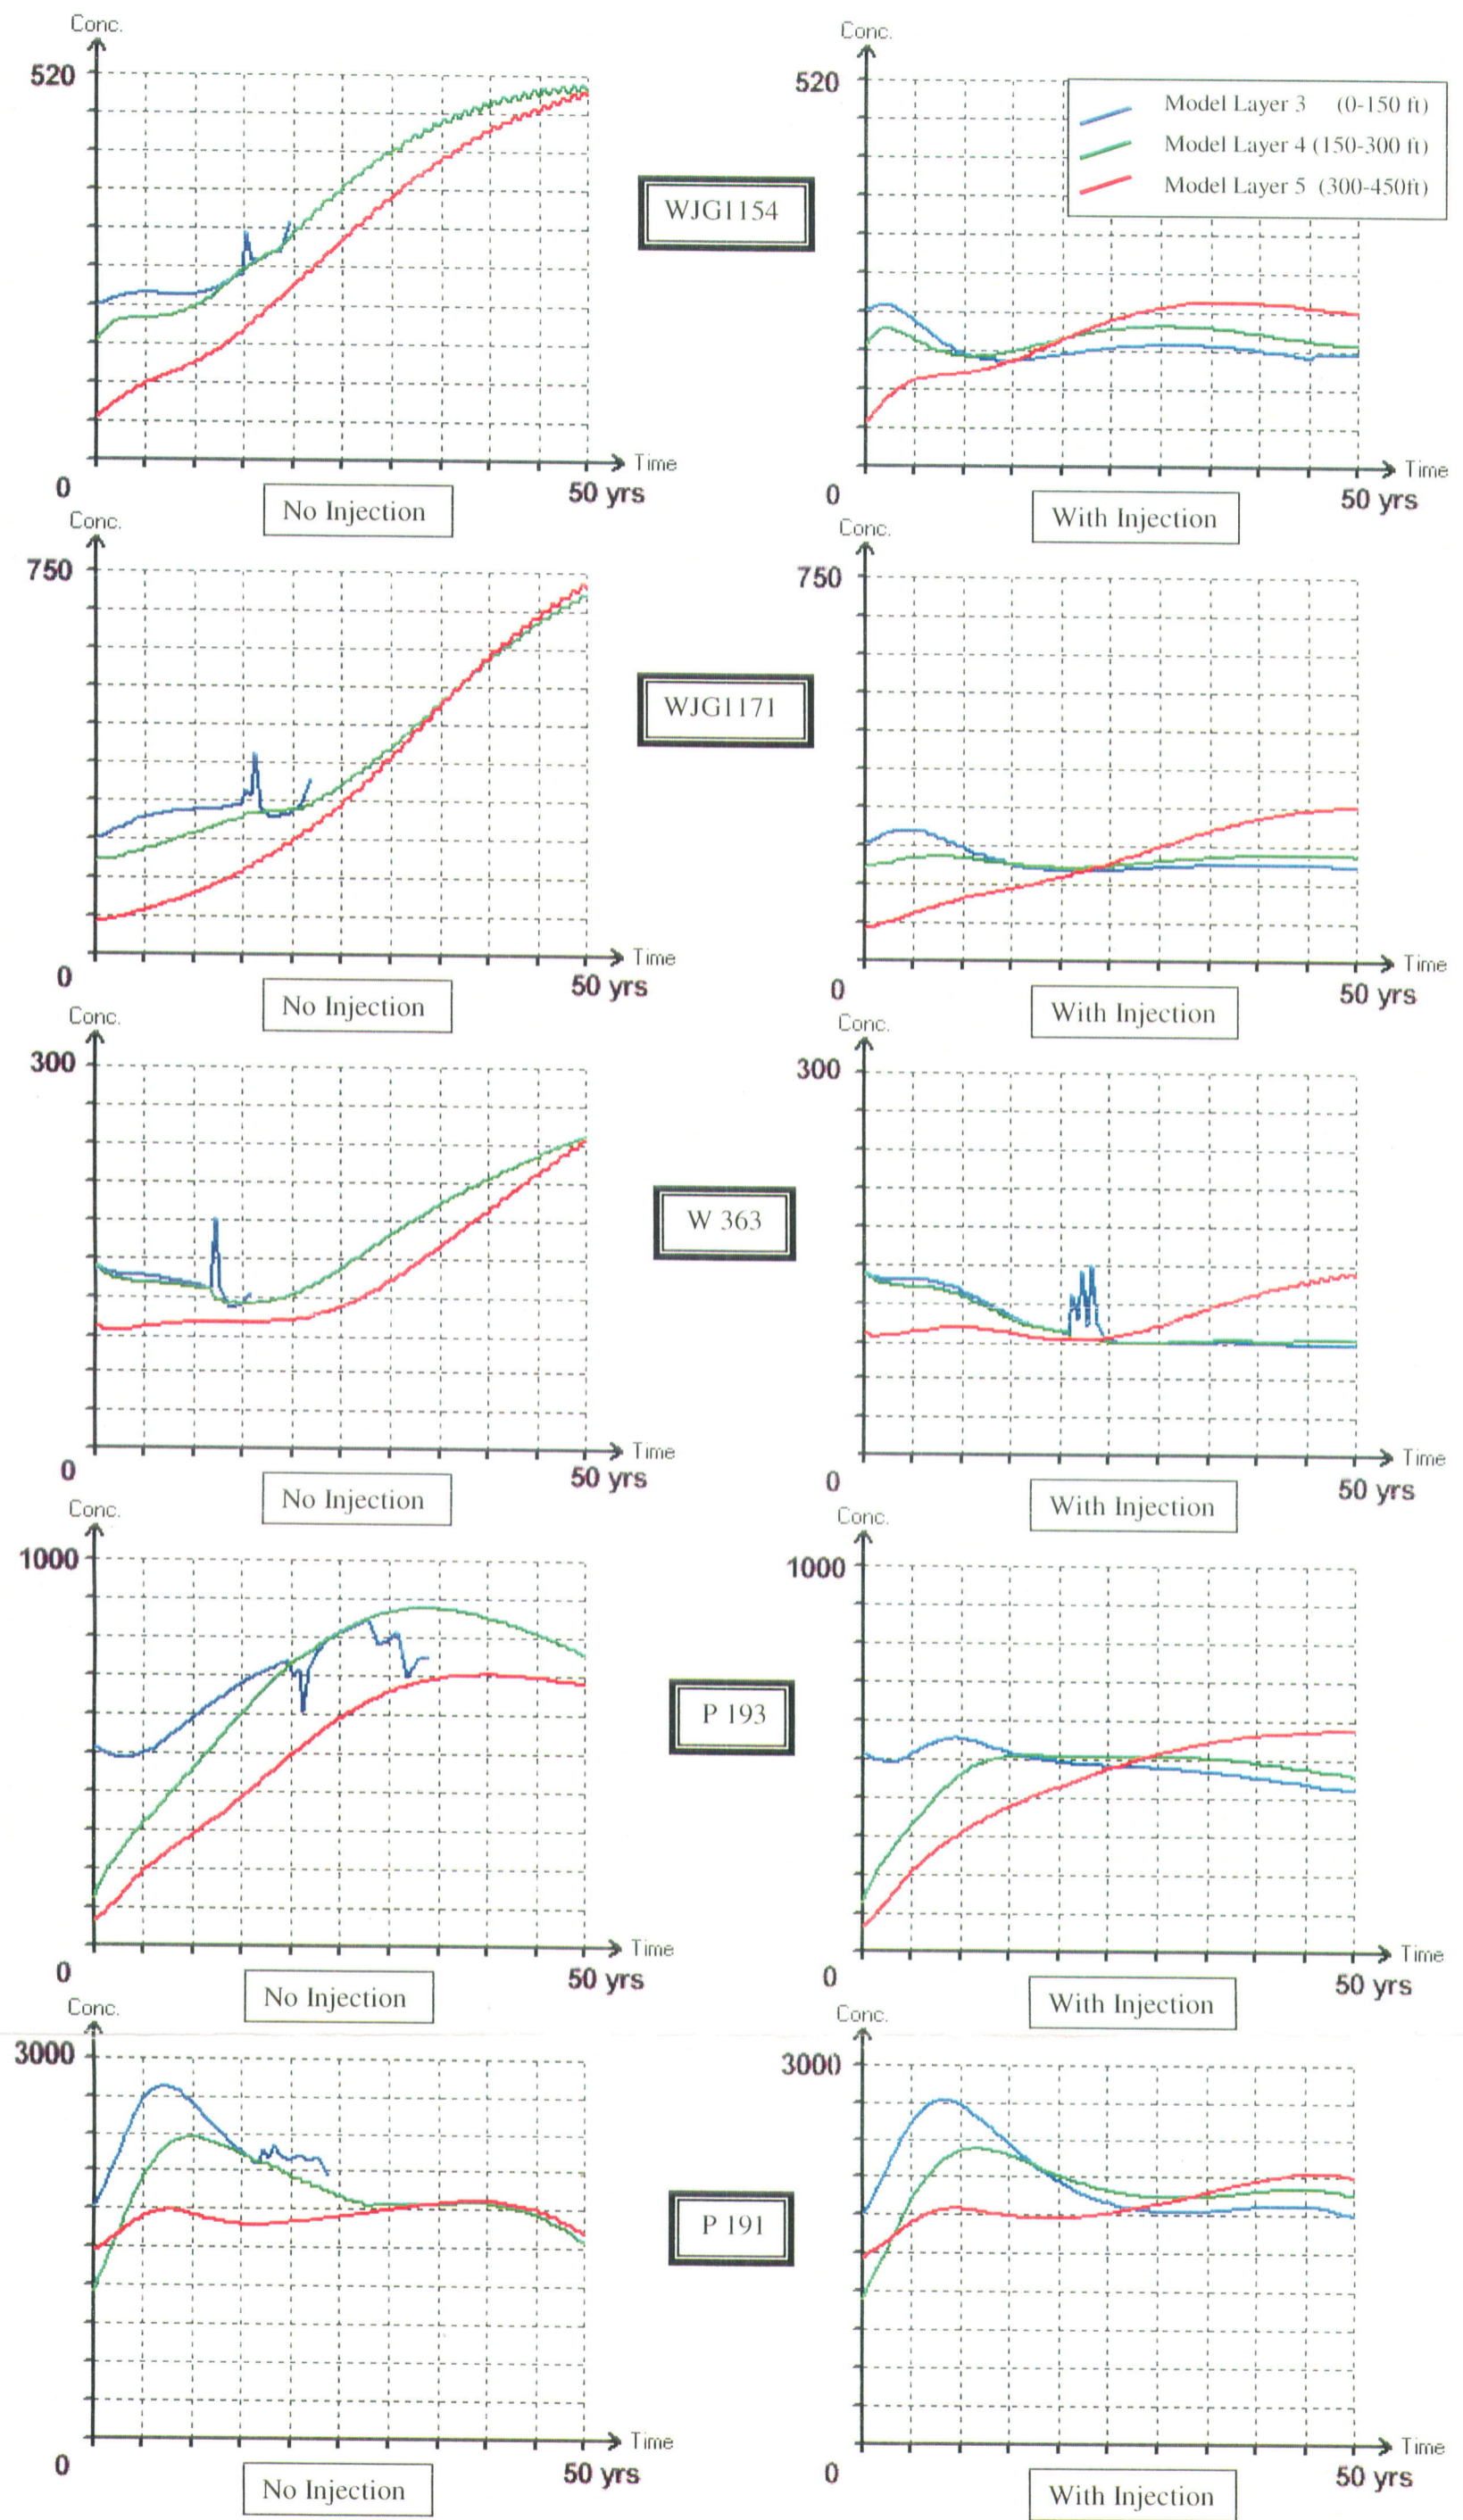 Conc.
520
0
Time
50 yrs
No Injection
WJG1154
Conc.
520
Model Layer 3 (0-150 ft)
Model Layer 4 (150-300 ft)
Model Layer 5 (300-450ft)
0
Time
50 yrs
With Injection
Conc.
750
0
Time
50 yrs
No Injection
WJG1171
Conc.
750
0
Time
50 yrs
With Injection
Conc.
300
0
Time
50 yrs
No Injection
W 363
Conc.
300
0
Time
50 yrs
With Injection
Conc.
1000
0
Time
50 yrs
No Injection
P 193
Conc.
1000
0
Time
50 yrs
With Injection
Conc.
3000
0
Time
50 yrs
No Injection
P 191
Conc.
3000
0
Time
50 yrs
With Injection